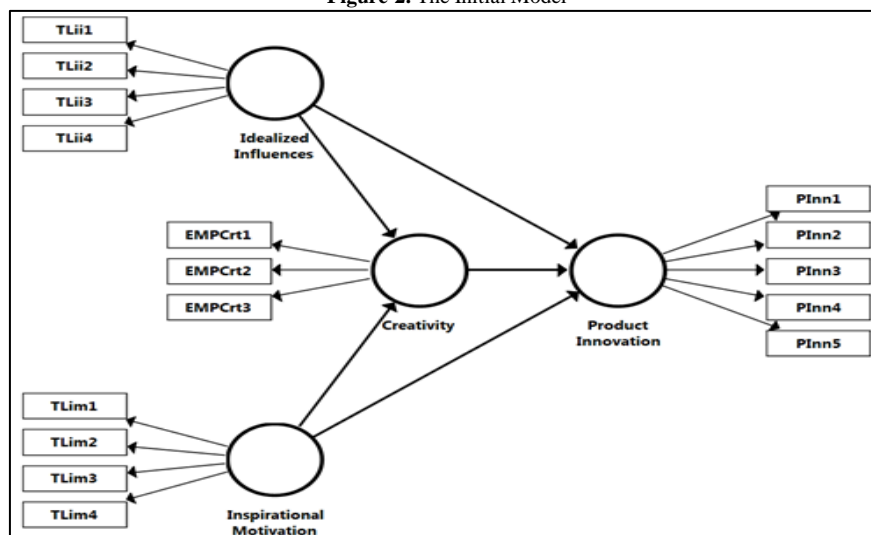 Figure 2. The Initial Model
TLii1
TLii2
TLii3
TLii4
Idealized
Influences
EMPCrt1
EMPCrt2
EMPCrt3
Creativity
PInn1
PInn2
PInn3
PInn4
PInn5
Product
Innovation
TLim1
TLim2
TLim3
TLim4
Inspirational
Motivation